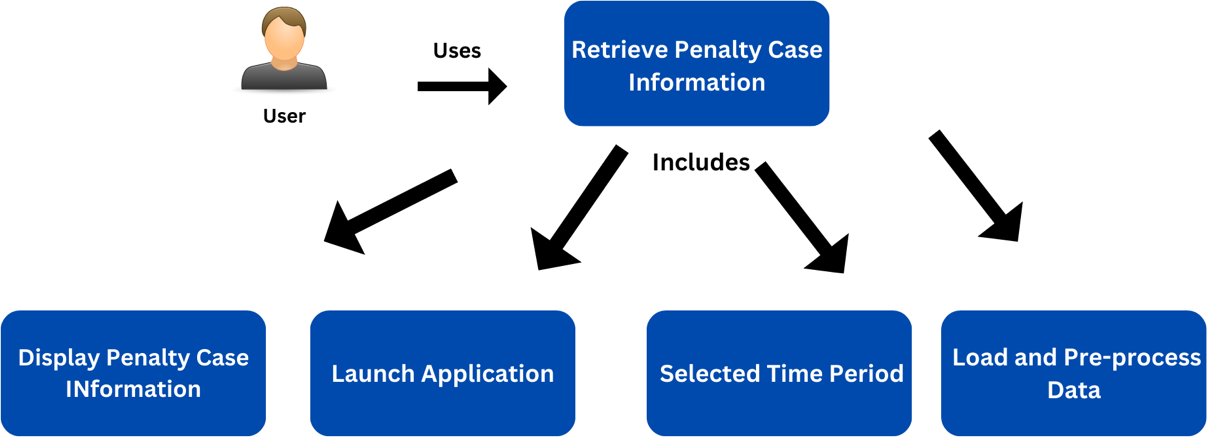 Uses
User
Retrieve Penalty Case
Information
Includes
Display Penalty Case
INformation
Launch Application
Selected Time Period
Load and Pre-process
Data